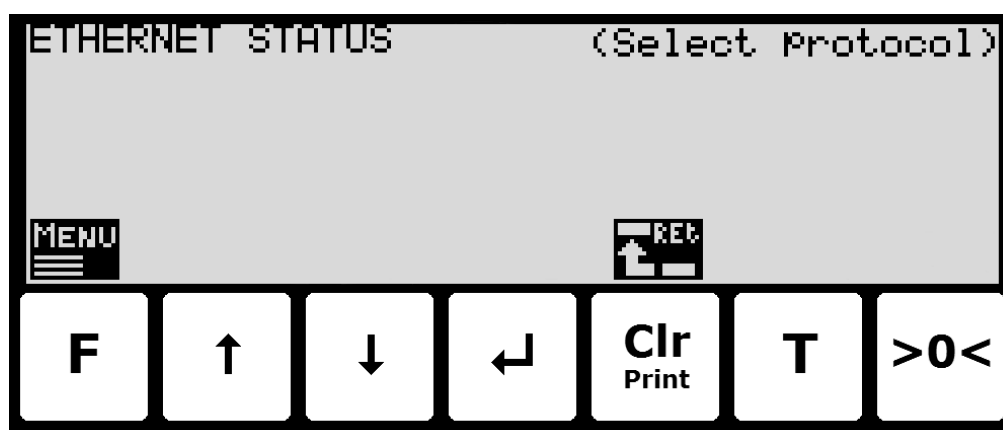 ETHERNET STATUS (Select Protocol)
MENU RET
F ↑ ↓ ↵ Clr T >0<
Print